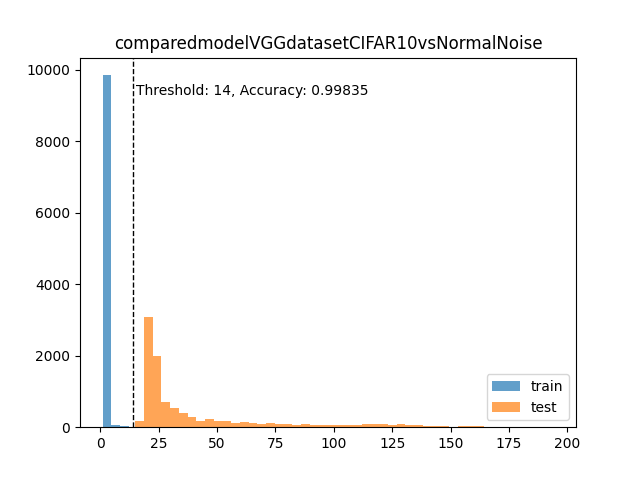 comparedmodelVGGdatasetCIFAR10vsNormalNoise
10000
Threshold: 14, Accuracy: 0.99835
8000
6000
4000
2000
0
train
test
0 25 50 75 100 125 150 175 200